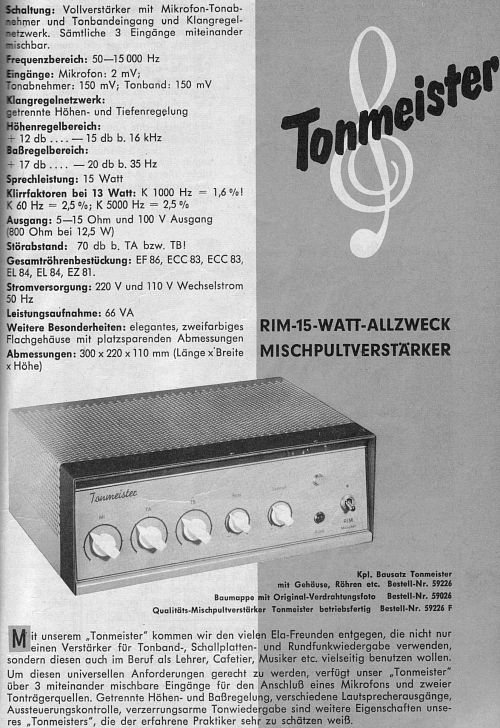 Schaltung: Vollverstärker mit Mikrofon-Tonab-
nehmer und Tonbandeingang und Klangregel-
netzwerk. Sämtliche 3 Eingänge miteinander
mischbar.
Frequenzbereich: 50—15 000 Hz
Eingänge: Mikrofon: 2 mV;
Tonabnehmer: 150 mV; Tonband: 150 mV
Klangregelnetzwerk:
getrennte Höhen- und Tiefenregelung
Höhenregelbereich:
+ 12 db .... — 15 db b. 16 kHz
Baßregelbereich:
+ 17 db .... — 20 db b. 35 Hz
Sprechleistung: 15 Watt
Klirrfaktoren bei 13 Watt: K 1000 Hz = 1,6 %!
K 60 Hz = 2,5 %; K 5000 Hz = 2,5 %
Ausgang: 5—15 Ohm und 100 V Ausgang
(800 Ohm bei 12,5 W)
Störabstand: 70 db b. TA bzw. TB!
Gesamtröhrenbestückung: EF 86, ECC 83, ECC 83,
EL 84, EL 84, EZ 81.
Stromversorgung: 220 V und 110 V Wechselstrom
50 Hz
Leistungsaufnahme: 66 VA
Weitere Besonderheiten: elegantes, zweifarbiges
Flachgehäuse mit platzsparenden Abmessungen
Abmessungen: 300 x 220 x 110 mm (Länge x Breite
x Höhe)
Tonmeister
RIM-15-WATT-ALLZWECK
MISCHPULTVERSTÄRKER
Tonmeister
MI TA TB
RIM
Kpl. Bausatz Tonmeister
mit Gehäuse, Röhren etc. Bestell-Nr. 59226
Baumappe mit Original-Verdrahtungsfoto Bestell-Nr. 59026
Qualitäts-Mischpultverstärker Tonmeister betriebsfertig Bestell-Nr. 59226 F
Mit unserem „Tonmeister" kommen wir den vielen Ela-Freunden entgegen, die nicht nur
einen Verstärker für Tonband-, Schallplatten- und Rundfunkwiedergabe verwenden,
sondern diesen auch im Beruf als Lehrer, Cafetier, Musiker etc. vielseitig benutzen wollen.
Um diesen universellen Anforderungen gerecht zu werden, verfügt unser „Tonmeister"
über 3 miteinander mischbare Eingänge für den Anschluß eines Mikrofons und zweier
Tonträgerquellen. Getrennte Höhen- und Baßregelung, verschiedene Lautsprecherausgänge,
Aussteuerungskontrolle, verzerrungsarme Tonwiedergabe sind weitere Eigenschaften unse-
res „Tonmeisters", die der erfahrene Praktiker sehr zu schätzen weiß.